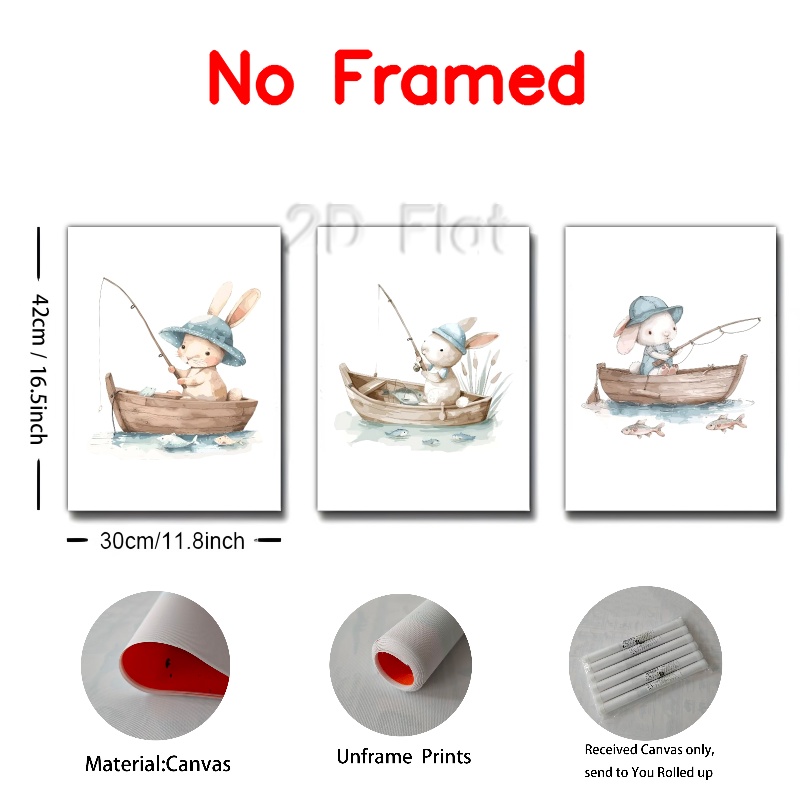 No Framed
2D Flat
42cm / 16.5inch
30cm/11.8inch
Material:Canvas
Unframe Prints
Received Canvas only,
send to You Rolled up